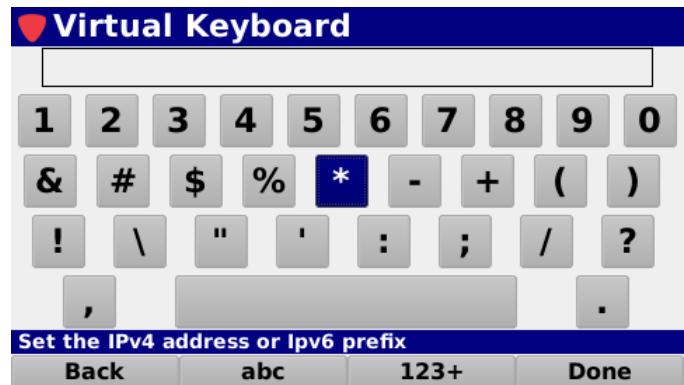 Virtual Keyboard
1 2 3 4 5 6 7 8 9 0
& # $ % * - + ( )
! \ " ' : ; / ?
, .
Set the IPv4 address or Ipv6 prefix
Back abc 123+ Done